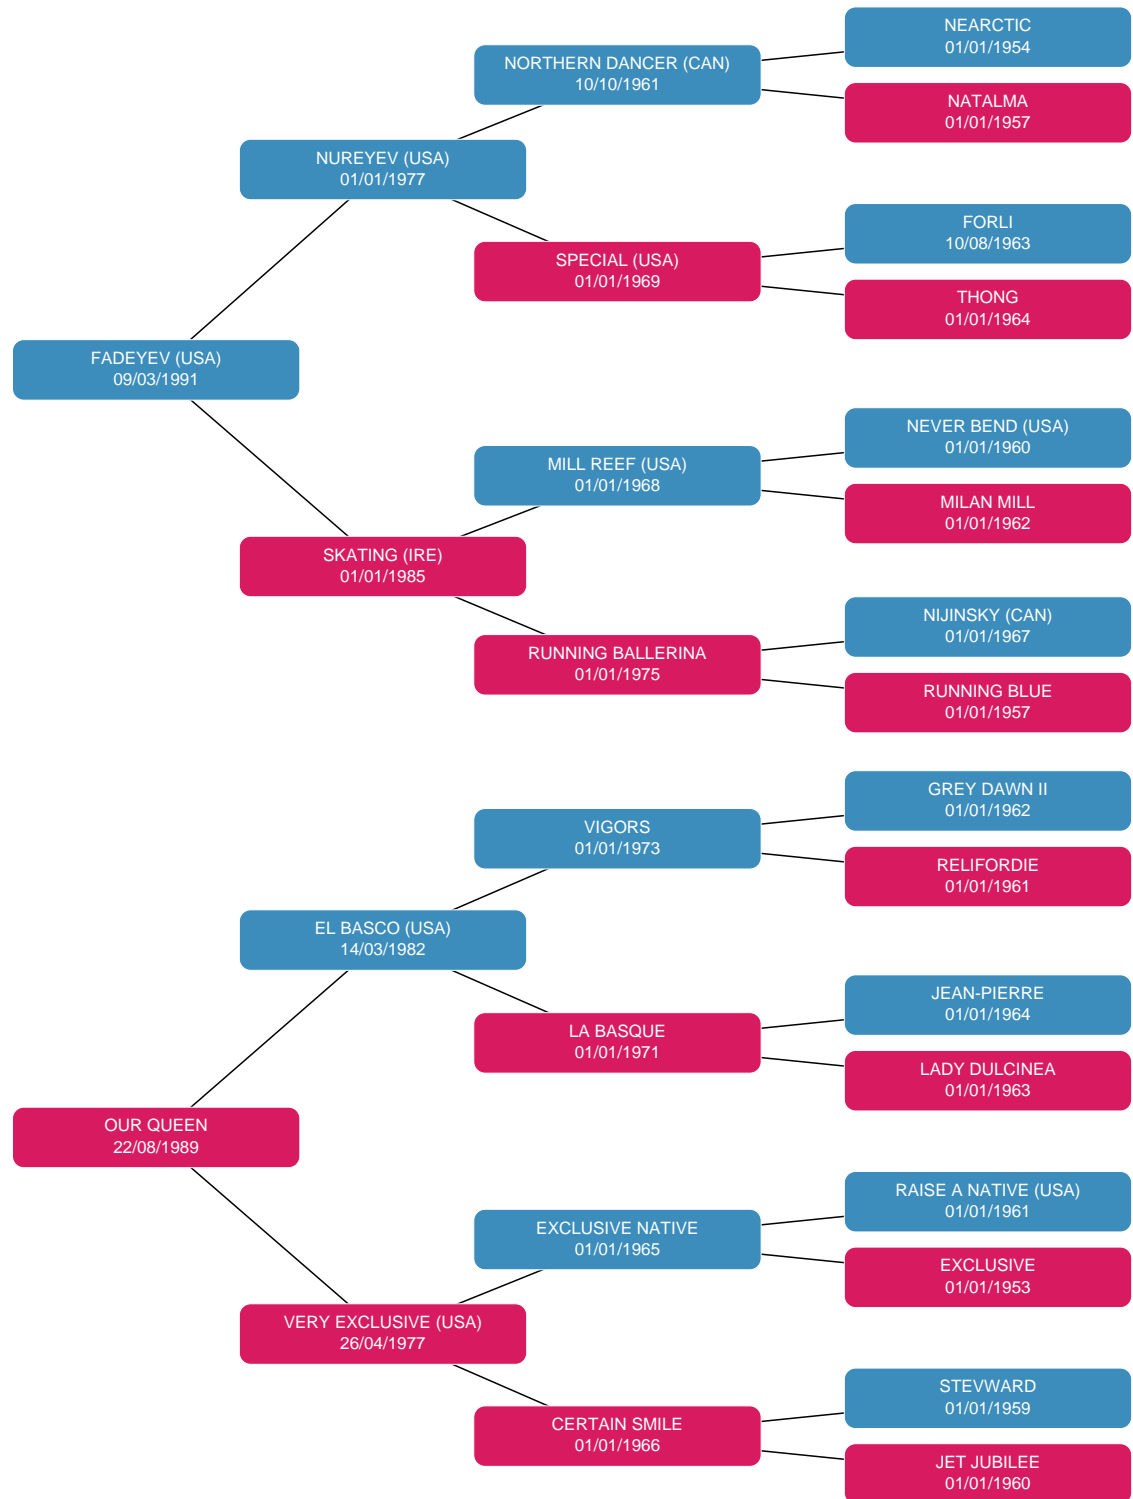 NEARCTIC
01/01/1954
NORTHERN DANCER (CAN)
10/10/1961
NATALMA
01/01/1957
NUREYEV (USA)
01/01/1977
FORLI
10/08/1963
SPECIAL (USA)
01/01/1969
THONG
01/01/1964
FADEYEV (USA)
09/03/1991
NEVER BEND (USA)
01/01/1960
MILL REEF (USA)
01/01/1968
MILAN MILL
01/01/1962
SKATING (IRE)
01/01/1985
NIJINSKY (CAN)
01/01/1967
RUNNING BALLERINA
01/01/1975
RUNNING BLUE
01/01/1957
GREY DAWN II
01/01/1962
VIGORS
01/01/1973
RELIFORDIE
01/01/1961
EL BASCO (USA)
14/03/1982
JEAN-PIERRE
01/01/1964
LA BASQUE
01/01/1971
LADY DULCINEA
01/01/1963
OUR QUEEN
22/08/1989
RAISE A NATIVE (USA)
01/01/1961
EXCLUSIVE NATIVE
01/01/1965
EXCLUSIVE
01/01/1953
VERY EXCLUSIVE (USA)
26/04/1977
STEVWARD
01/01/1959
CERTAIN SMILE
01/01/1966
JET JUBILEE
01/01/1960